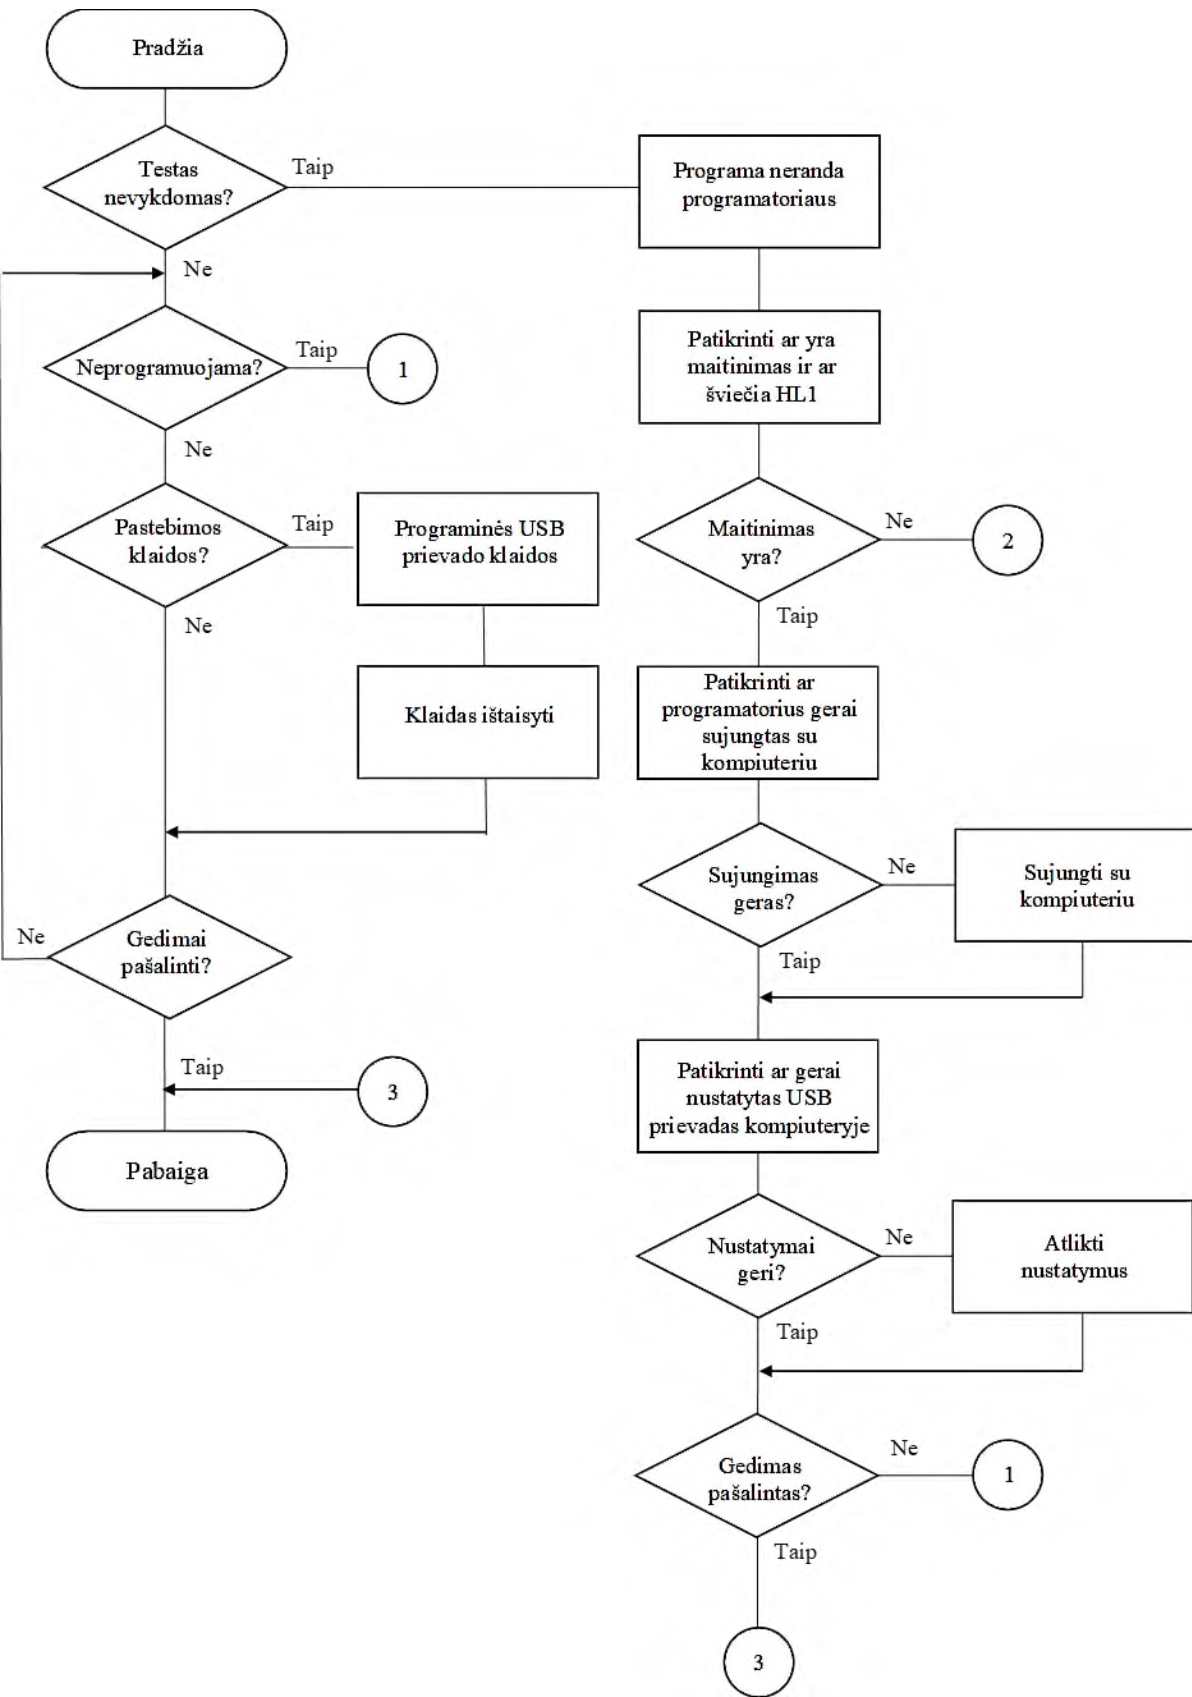 Pradžia
Testas
nevykdomas?
Taip
Ne
Neprogramuojama?
Taip
1
Ne
Pastebimos
klaidos?
Taip
Programinės USB
prievado klaidos
Ne
Klaidas ištaisyti
Gedimai
pašalinti?
Ne
Taip
3
Pabaiga
Programa neranda
programatoriaus
Patikrinti ar yra
maitinimas ir ar
šviečia HL1
Maitinimas
yra?
Ne
2
Taip
Patikrinti ar
programatorius gerai
sujungtas su
kompiuteriu
Sujungimas
geras?
Ne
Sujungti su
kompiuteriu
Taip
Patikrinti ar gerai
nustatytas USB
prievadas kompiuteryje
Nustatymai
geri?
Ne
Atlikti
nustatymus
Taip
Gedimas
pašalintas?
Ne
1
Taip
3